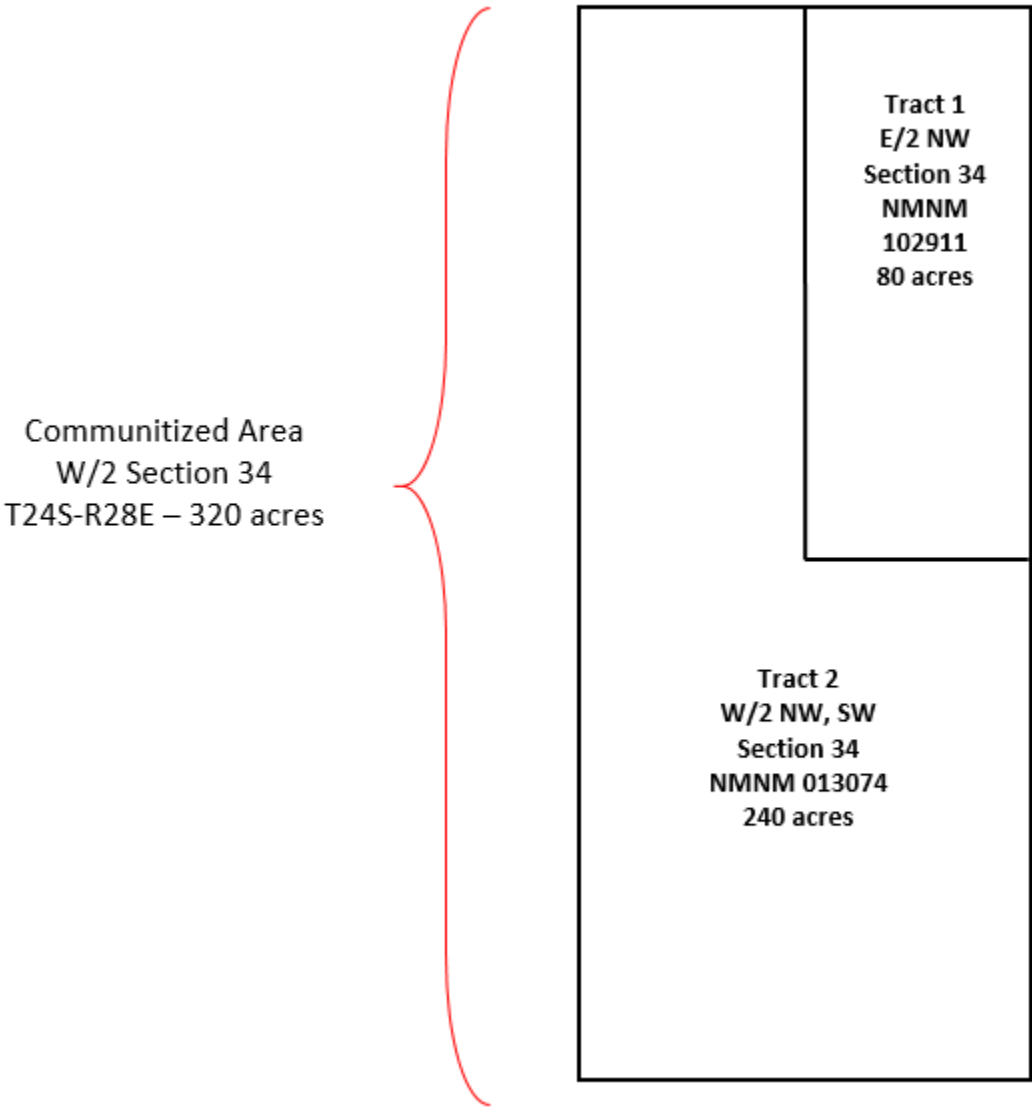 Communitized Area
W/2 Section 34
T24S-R28E – 320 acres
Tract 1
E/2 NW
Section 34
NMNM
102911
80 acres
Tract 2
W/2 NW, SW
Section 34
NMNM 013074
240 acres